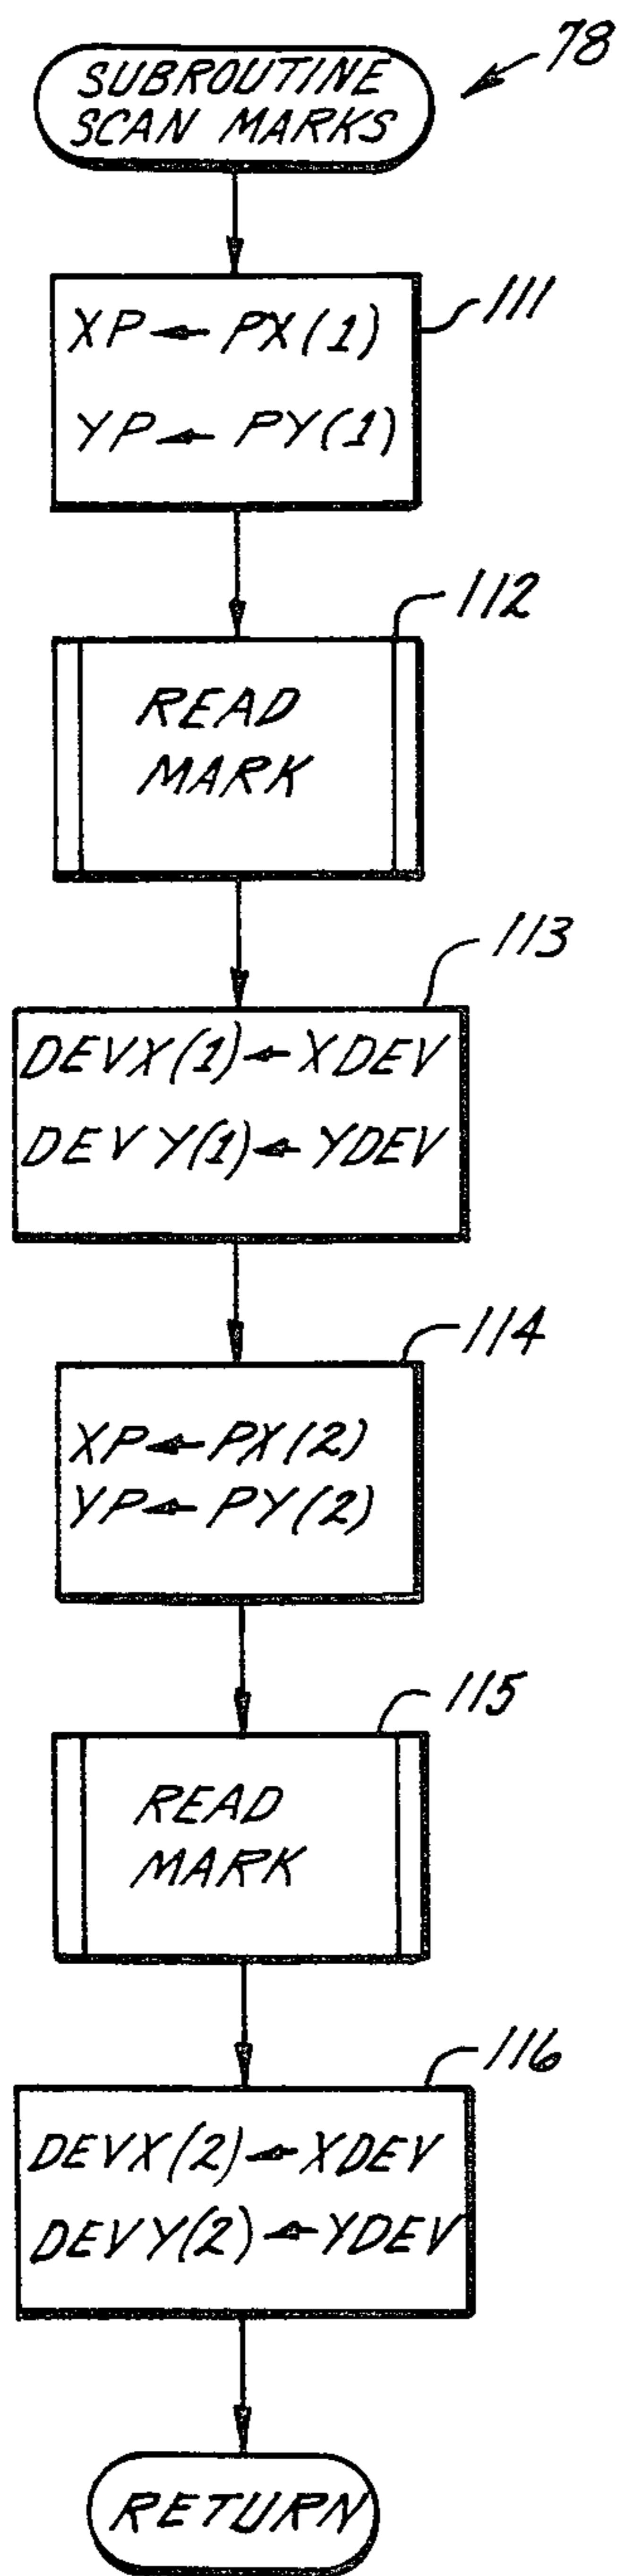 78
SUBROUTINE
SCAN MARKS
111
XP ← PX(1)
YP ← PY(1)
112
READ
MARK
113
DEVX(1) ← XDEV
DEVY(1) ← YDEV
114
XP ← PX(2)
YP ← PY(2)
115
READ
MARK
116
DEVX(2) ← XDEV
DEVY(2) ← YDEV
RETURN